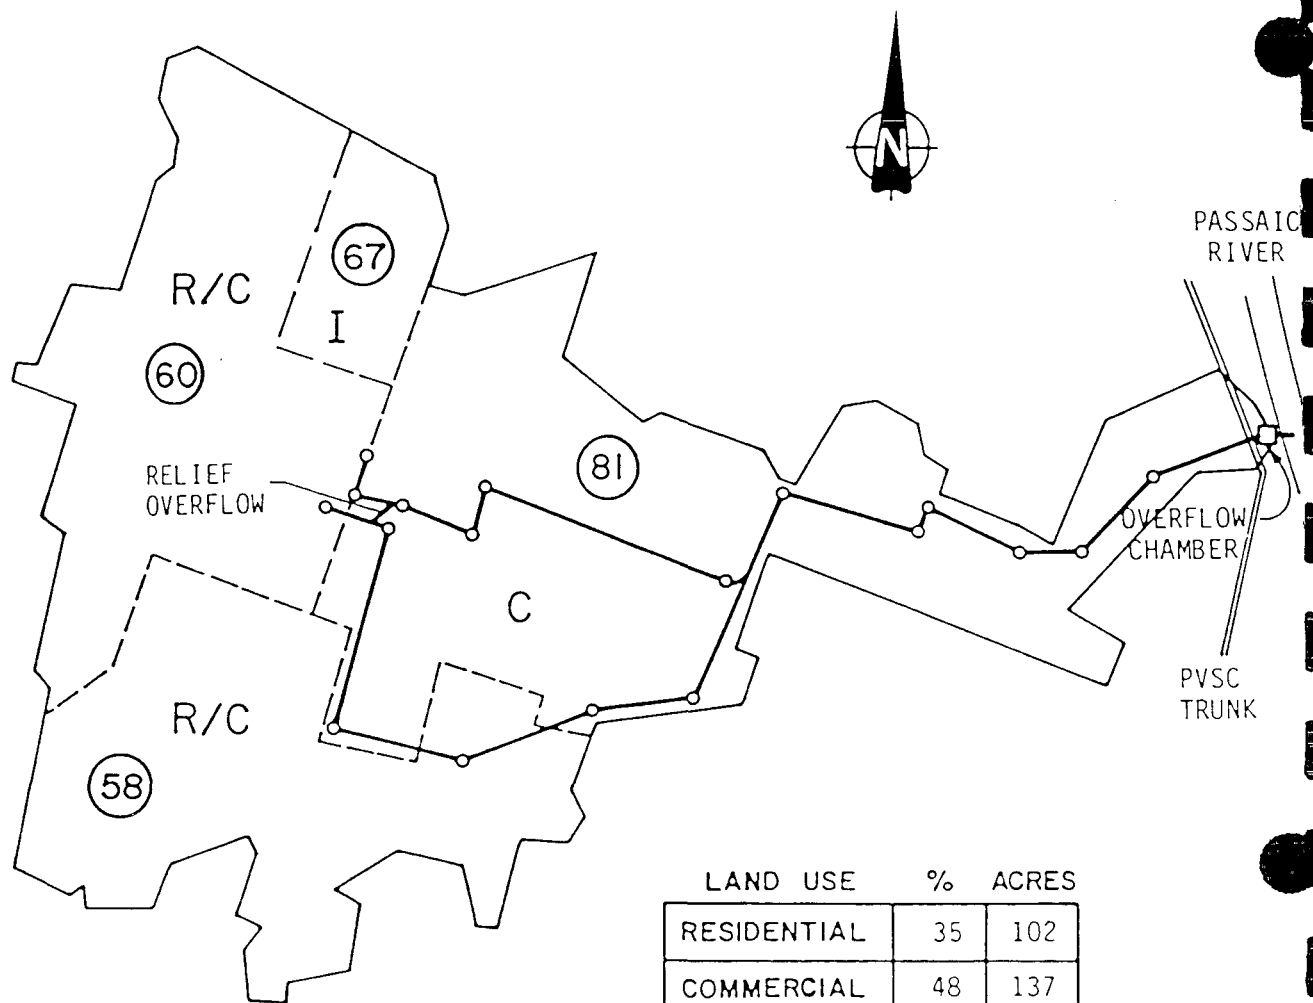 N
PASSAIC
RIVER
67
R/C
I
60
RELIEF
OVERFLOW
81
OVERFLOW
CHAMBER
C
PVSC
TRUNK
R/C
58
LAND USE % ACRES
RESIDENTIAL 35 102
COMMERCIAL 48 137